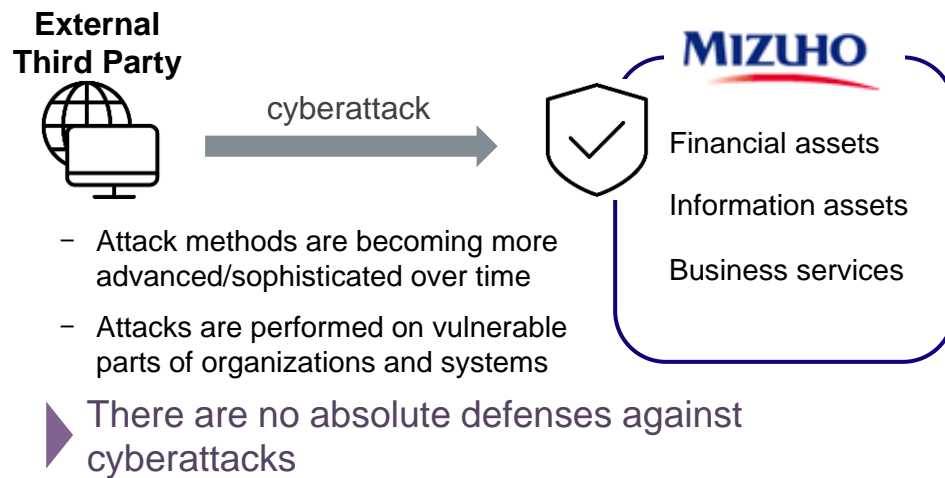 External
Third Party
cyberattack
MIZUHO
Financial assets
Information assets
Business services
− Attack methods are becoming more
advanced/sophisticated over time
− Attacks are performed on vulnerable
parts of organizations and systems
There are no absolute defenses against
cyberattacks